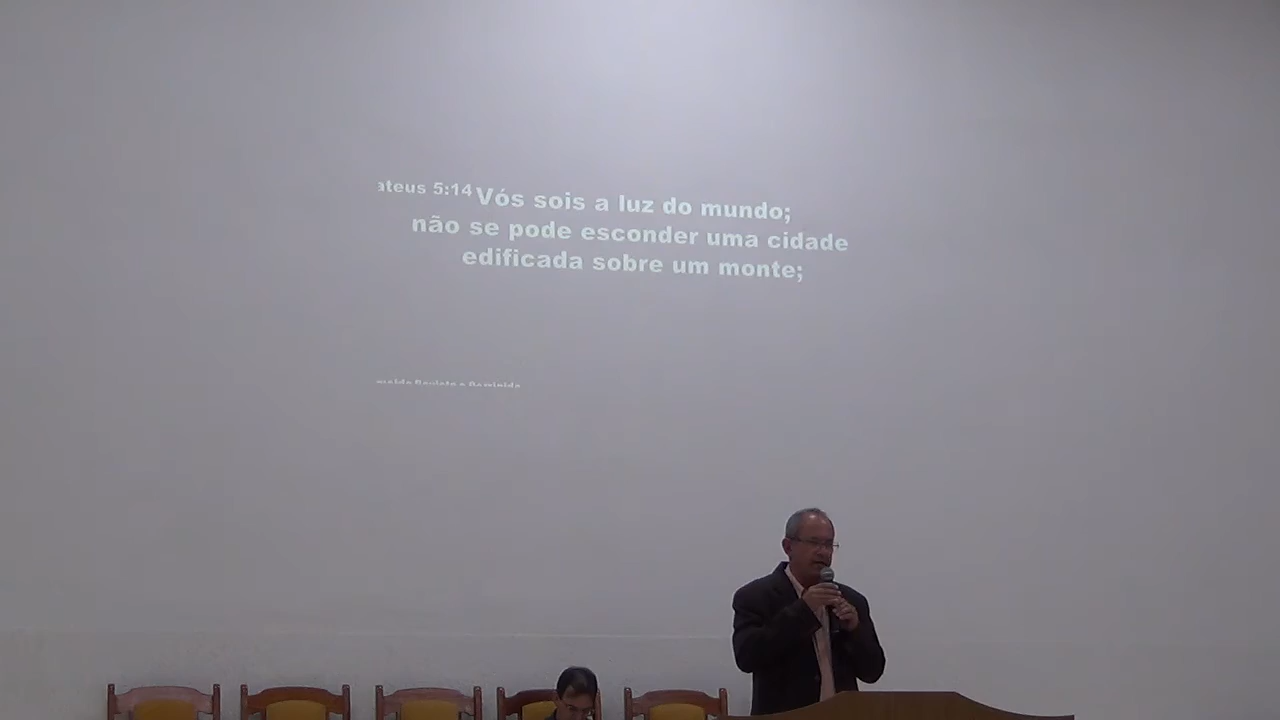 ateus 5:14 Vós sois a luz do mundo;
não se pode esconder uma cidade
edificada sobre um monte;